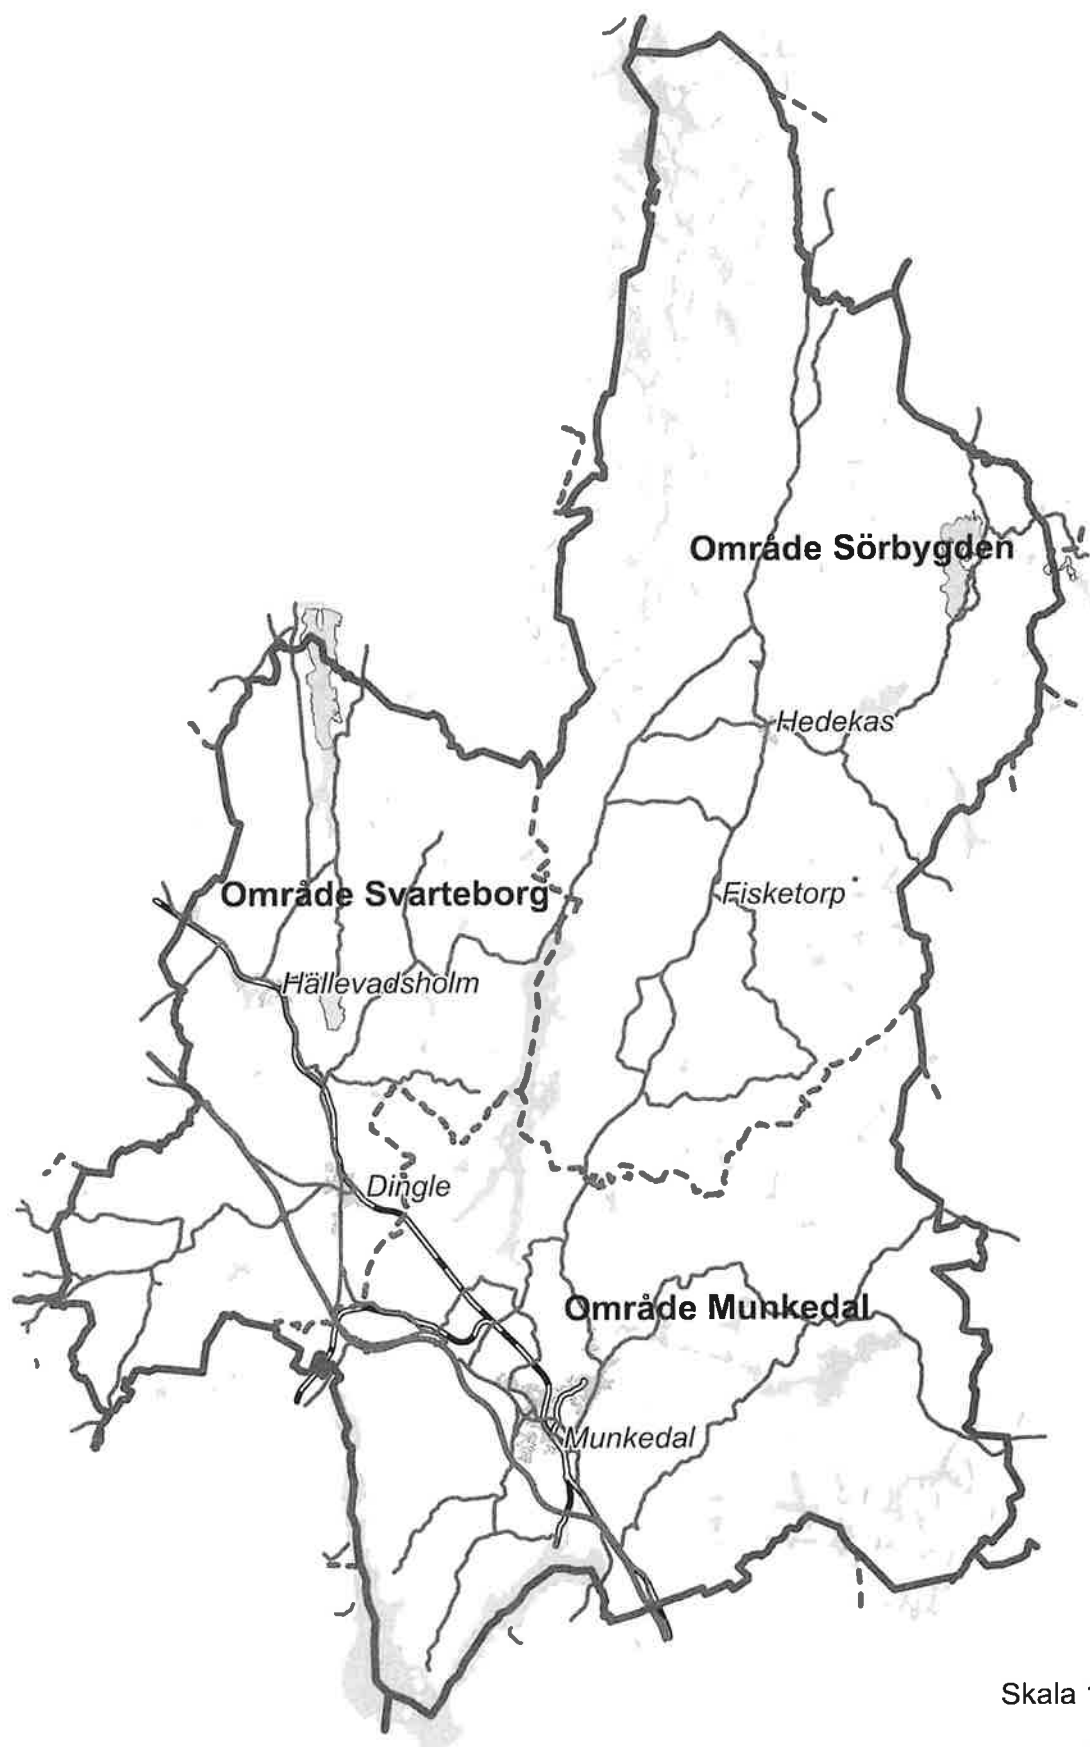 Område Sörbygden
Hedekas
Område Svarteborg
Fisketorp
Hällevadsholm
Dingle
Område Munkedal
Munkedal
Skala